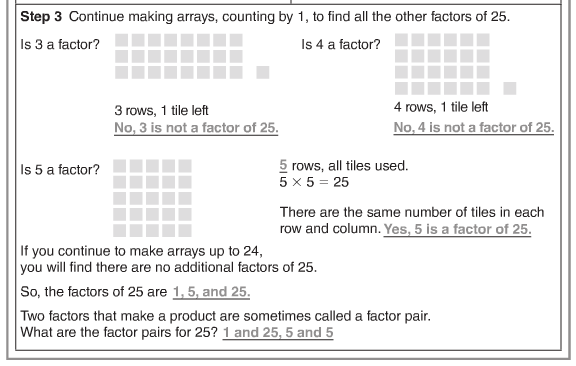 Step 3 Continue making arrays, counting by 1, to find all the other factors of 25.
Is 3 a factor?
3 rows, 1 tile left
No, 3 is not a factor of 25.
Is 4 a factor?
4 rows, 1 tile left
No, 4 is not a factor of 25.
Is 5 a factor?
5 rows, all tiles used.
5 × 5 = 25
There are the same number of tiles in each
row and column. Yes, 5 is a factor of 25.
If you continue to make arrays up to 24,
you will find there are no additional factors of 25.
So, the factors of 25 are 1, 5, and 25.
Two factors that make a product are sometimes called a factor pair.
What are the factor pairs for 25? 1 and 25, 5 and 5